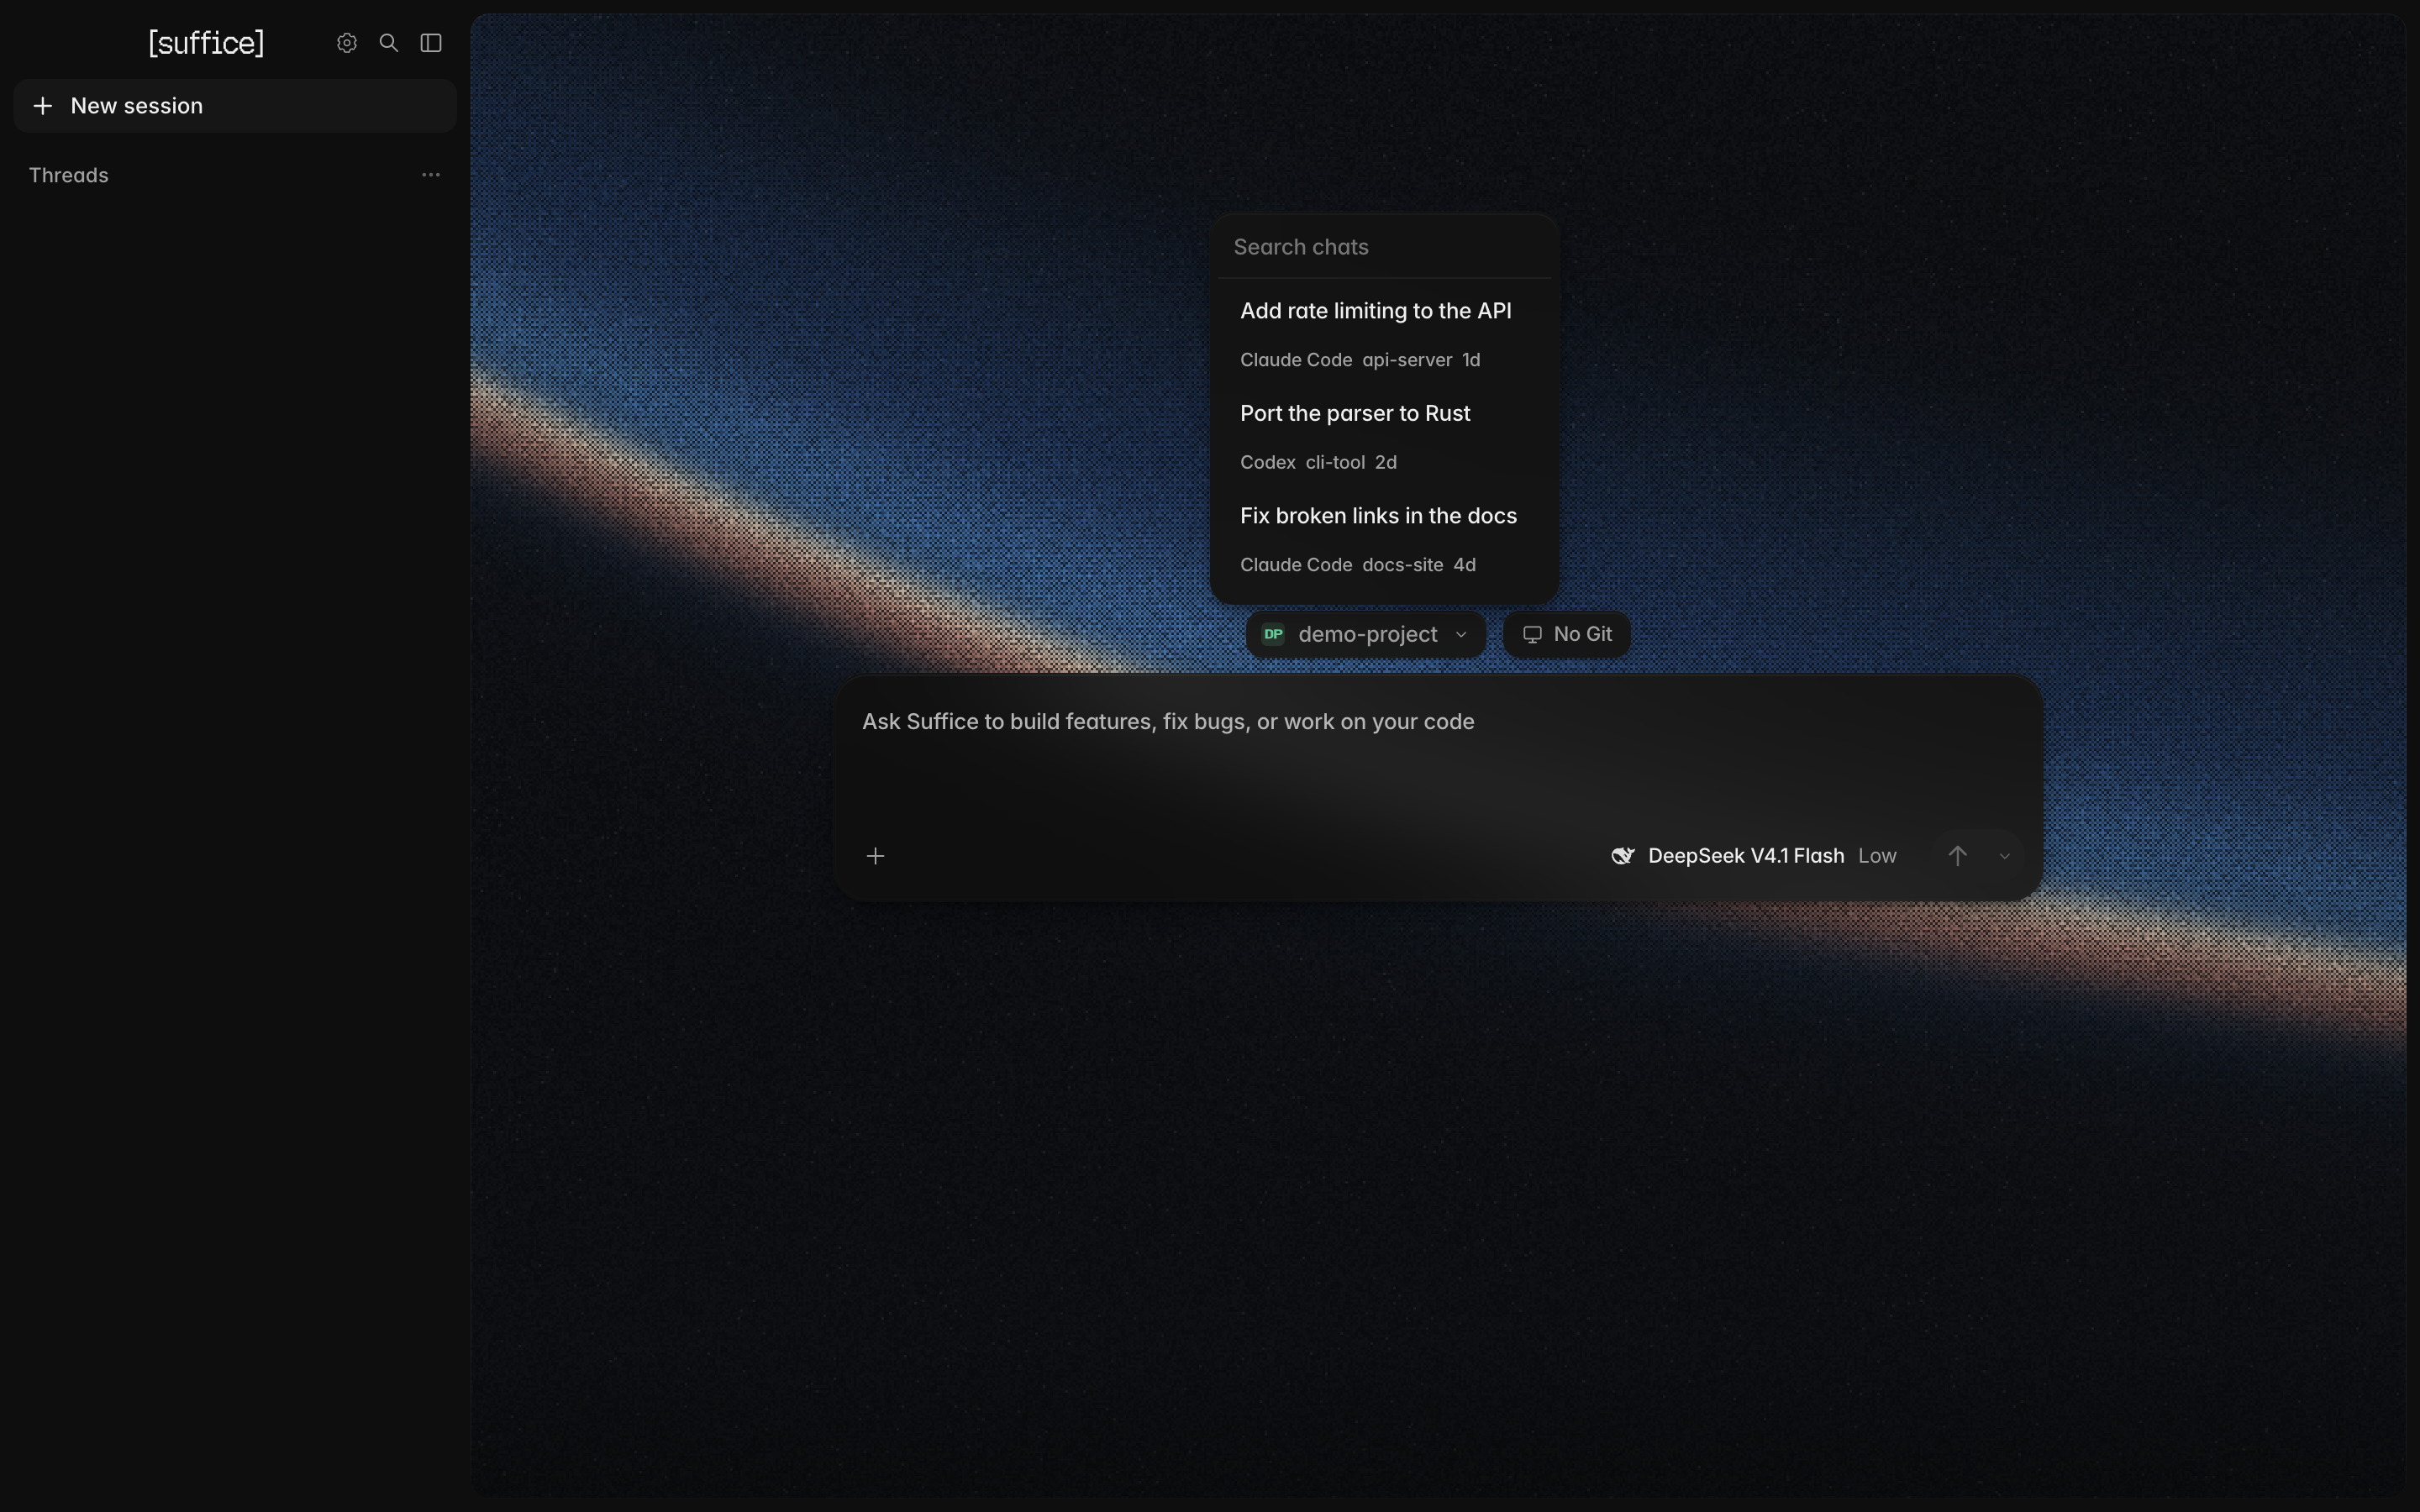 [suffice]
New session
Threads
Search chats
Add rate limiting to the API
Claude Code api-server 1d
Port the parser to Rust
Codex cli-tool 2d
Fix broken links in the docs
Claude Code docs-site 4d
DP demo-project
No Git
Ask Suffice to build features, fix bugs, or work on your code
DeepSeek V4.1 Flash Low